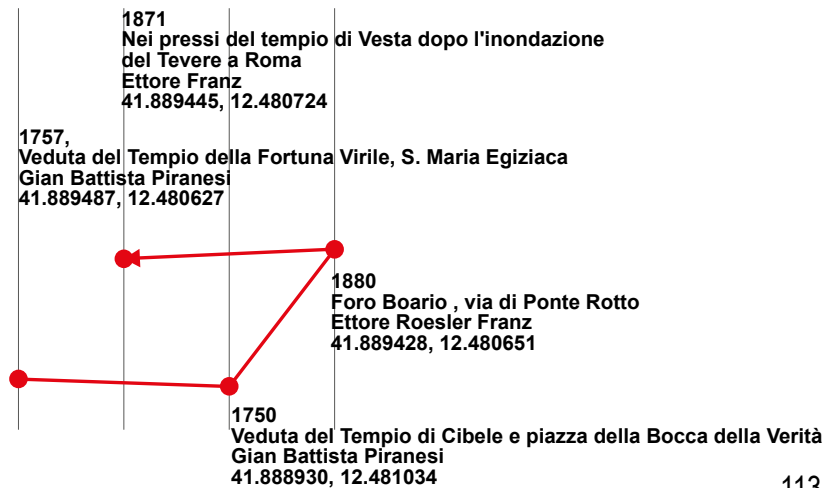 1871
Nei pressi del tempio di Vesta dopo l'inondazione
del Tevere a Roma
Ettore Franz
41.889445, 12.480724
1757,
Veduta del Tempio della Fortuna Virile, S. Maria Egiziaca
Gian Battista Piranesi
41.889487, 12.480627
1880
Foro Boario , via di Ponte Rotto
Ettore Roesler Franz
41.889428, 12.480651
1750
Veduta del Tempio di Cibele e piazza della Bocca della Verità
Gian Battista Piranesi
41.888930, 12.481034
113